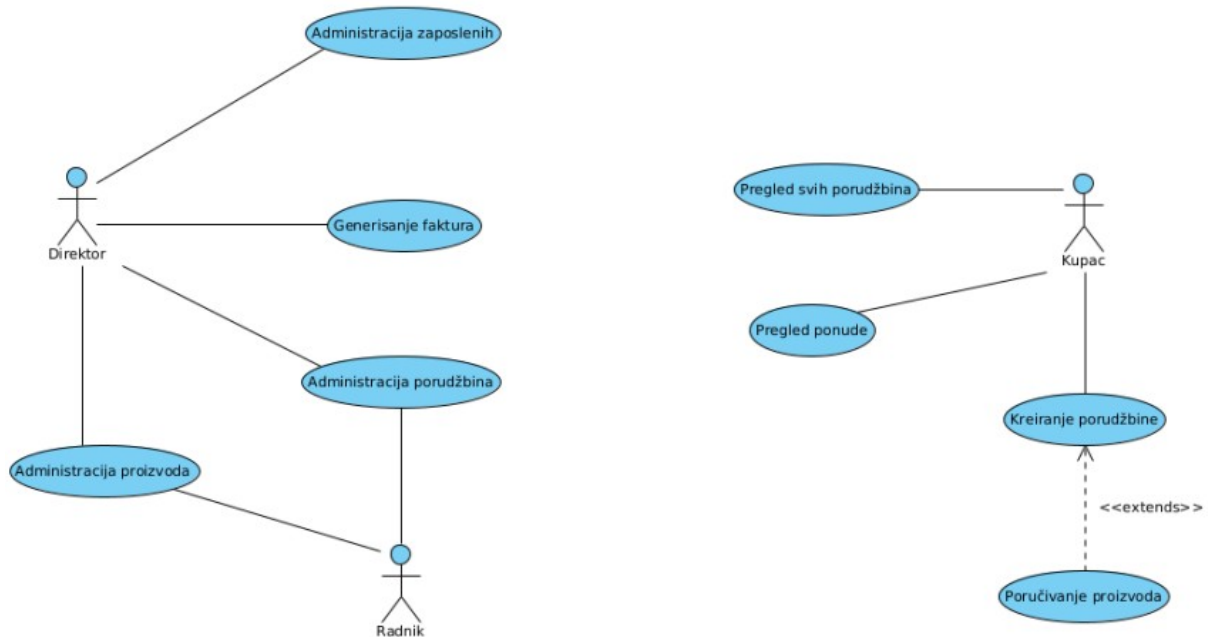 Administracija zaposlenih
Pregled svih porudžbina
Generisanje faktura
Direktor
Kupac
Pregled ponude
Administracija porudžbina
Kreiranje porudžbine
Administracija proizvoda
<<extends>>
Poručivanje proizvoda
Radnik